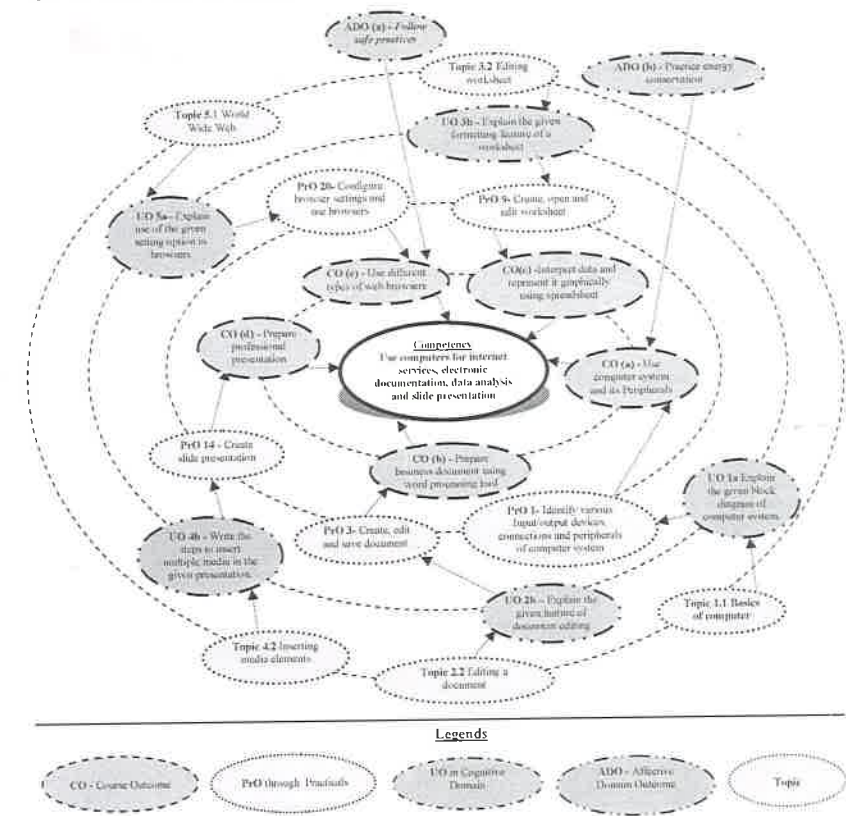 ADO (a) - Follow
safe practices
Topic 3.2 Editing
worksheet
ADO (b) - Practice energy
conservation
Topic 5.1 World
Wide Web
UO 3b - Explain the given
formatting feature of a
worksheet
PrO 20- Configure
browser settings and
use browsers
PrO 9- Create, open and
edit worksheet
UO 5a – Explain
use of the given
setting option in
browsers
CO (e) - Use different
types of web browsers
CO(c) -Interpret data and
represent it graphically
using spreadsheet
CO (d) - Prepare
professional
presentation
Competency
Use computers for internet
services, electronic
documentation, data analysis
and slide presentation
CO (a) - Use
computer system
and its Peripherals
PrO 14 - Create
slide presentation
CO (b) - Prepare
business document using
word processing tool
UO 1a Explain
the given block
diagram of
computer system.
PrO 1- Identify various
Input/output devices,
connections and peripherals
of computer system
PrO 3- Create, edit
and save document
UO 4b - Write the
steps to insert
multiple media in the
given presentation.
UO 2b – Explain the
given feature of
document editing
Topic 1.1 Basics
of computer
Topic 4.2 Inserting
media elements
Topic 2.2 Editing a
document
Legends
CO - Course Outcome
PrO through Practicals
UO in Cognitive
Domain
ADO - Affective
Domain Outcome
Topic